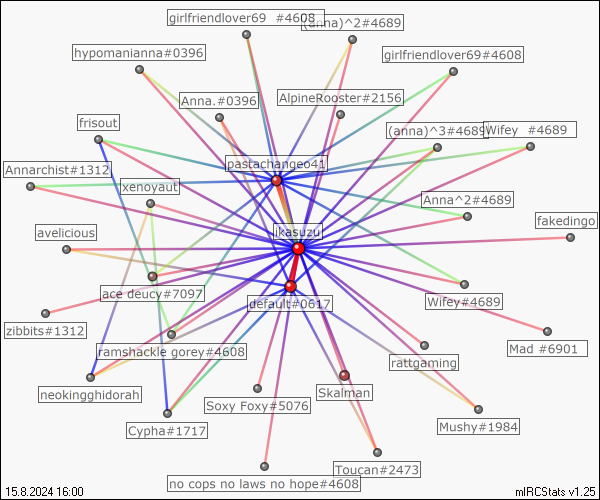 girlfriendlover69 #4608
(anna)^2#4689
hypomanianna#0396
girlfriendlover69#4608
Anna.#0396
AlpineRooster#2156
frisout
(anna)^3#4689
Wifey #4689
pastachangeo41
Annarchist#1312
xenoyaut
Anna^2#4689
fakedingo
avelicious
ikasuzu
ace deucy#7097
default#0617
Wifey#4689
zibbits#1312
ramshackle gorey#4608
Mad #6901
rattgaming
neokingghidorah
Skalman
Soxy Foxy#5076
Cypha#1717
Mushy#1984
Toucan#2473
no cops no laws no hope#4608
15.8.2024 16:00
mIRCStats v1.25